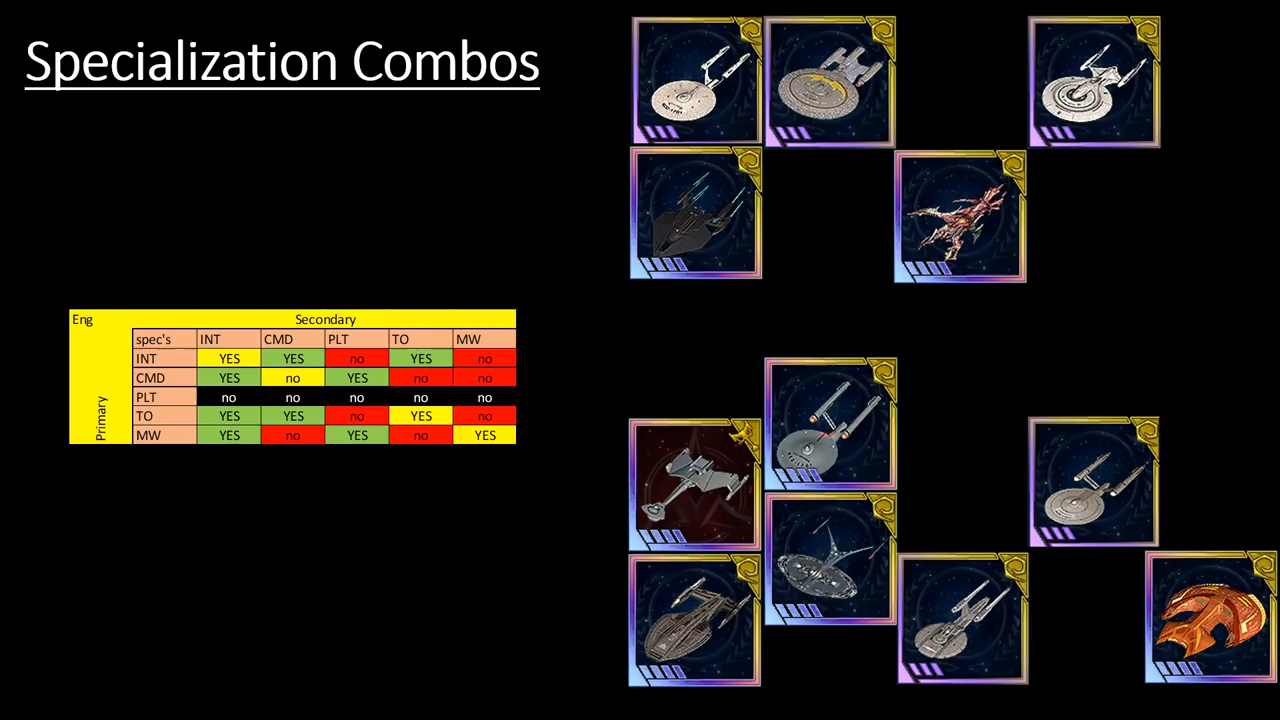 Specialization Combos
Eng Secondary
spec's INT CMD PLT TO MW
INT YES YES no YES no
CMD YES no YES no no
PLT no no no no no
TO YES YES no YES no
MW YES no YES no YES
Primary